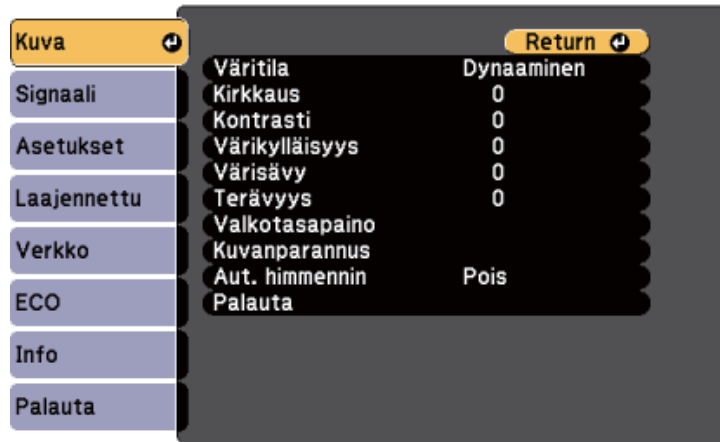 Kuva
Signaali
Asetukset
Laajennettu
Verkko
ECO
Info
Palauta
Return
Väritila Dynaaminen
Kirkkaus 0
Kontrasti 0
Värikylläisyys 0
Värisävy 0
Terävyys 0
Valkotasapaino
Kuvanparannus
Aut. himmennin Pois
Palauta